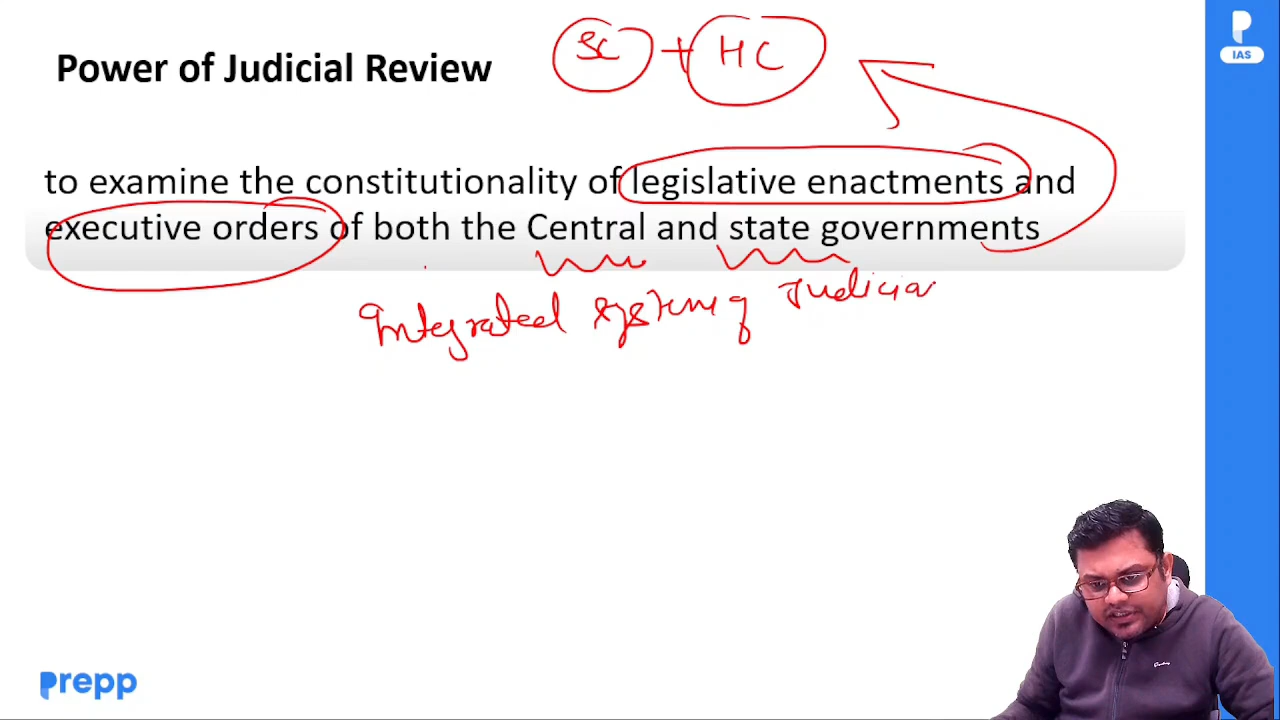 SC + HC
IAS
Power of Judicial Review
to examine the constitutionality of legislative enactments and
executive orders of both the Central and state governments
Integrated system of Judicia
prepp